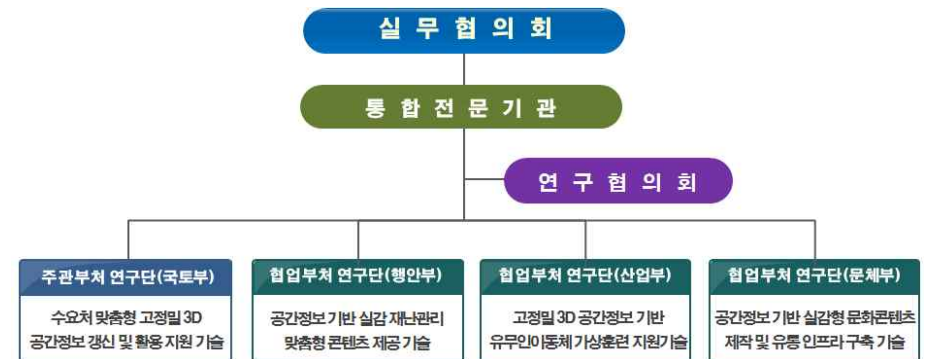 실 무 협 의 회
통 합 전 문 기 관
연 구 협 의 회
주관부처 연구단(국토부)
수요처 맞춤형 고정밀 3D
공간정보 갱신 및 활용 지원 기술
협업부처 연구단(행안부)
공간정보 기반 실감 재난관리
맞춤형 콘텐츠 제공 기술
협업부처 연구단(산업부)
고정밀 3D 공간정보 기반
유무인이동체 가상훈련 지원기술
협업부처 연구단(문체부)
공간정보 기반 실감형 문화콘텐츠
제작 및 유통 인프라 구축 기술